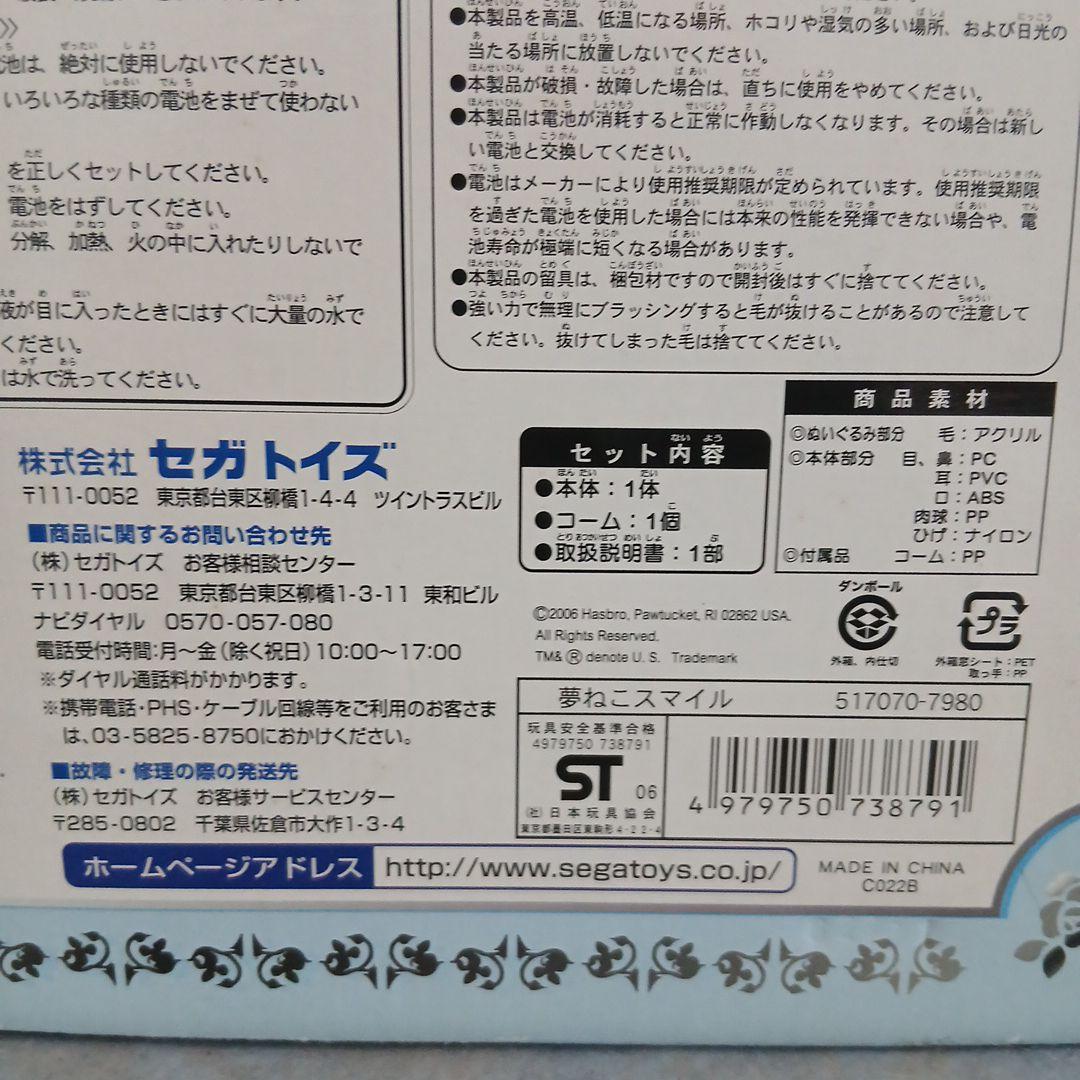 ●本製品を高温、低温になる場所、ホコリや湿気の多い場所、および日光の
当たる場所に放置しないでください。
●本製品が破損・故障した場合は、直ちに使用をやめてください。
●本製品は電池が消耗すると正常に作動しなくなります。その場合は新し
い電池と交換してください。
●電池はメーカーにより使用推奨期限が定められています。使用推奨期限
を過ぎた電池を使用した場合には本来の性能を発揮できない場合や、電
池寿命が極端に短くなる場合があります。
●本製品の留具は、梱包材ですので開封後はすぐに捨ててください。
●強い力で無理にブラッシングすると毛が抜けることがあるので注意して
ください。抜けてしまった毛は捨ててください。
池は、絶対に使用しないでください。
いろいろな種類の電池をまぜて使わない
を正しくセットしてください。
電池をはずしてください。
分解、加熱、火の中に入れたりしないで
液が目に入ったときにはすぐに大量の水で
ください。
は水で洗ってください。
株式会社 セガトイズ
〒111-0052 東京都台東区柳橋1-4-4 ツイントラスビル
■商品に関するお問い合わせ先
(株)セガトイズ お客様相談センター
〒111-0052 東京都台東区柳橋1-3-11 東和ビル
ナビダイヤル 0570-057-080
電話受付時間:月~金(除く祝日)10:00~17:00
※ダイヤル通話料がかかります。
※携帯電話・PHS・ケーブル回線等をご利用のお客さま
は、03-5825-8750におかけください。
■故障・修理の際の発送先
(株)セガトイズ お客様サービスセンター
〒285-0802 千葉県佐倉市大作1-3-4
ホームページアドレス http://www.segatoys.co.jp/
セット内容
●本体:1体
●コーム:1個
●取扱説明書:1部
商品素材
◎ぬいぐるみ部分 毛:アクリル
◎本体部分 目、鼻:PC
耳:PVC
口:ABS
肉球:PP
ひげ:ナイロン
◎付属品 コーム:PP
©2006 Hasbro, Pawtucket, RI 02862 USA.
All Rights Reserved.
TM& ® denote U.S. Trademark
ダンボール
外箱、内仕切
プラ
外箱窓シート:PET
取っ手:PP
夢ねこスマイル 517070-7980
玩具安全基準合格
4979750 738791
ST 06
(社)日本玩具協会
東京都墨田区東駒形4-22-4
4 979750 738791
MADE IN CHINA
C022B